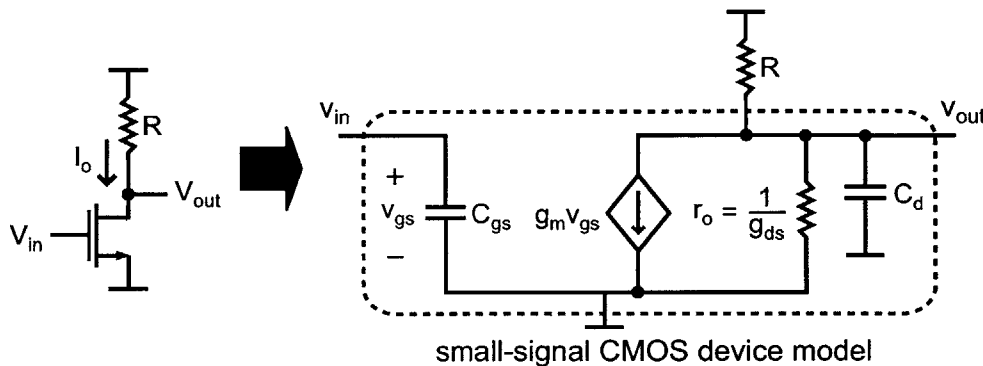 R
I_o
V_out
V_in
R
v_in
v_out
+
v_gs
−
C_gs
g_m v_gs
r_o = 1/g_ds
C_d
small-signal CMOS device model